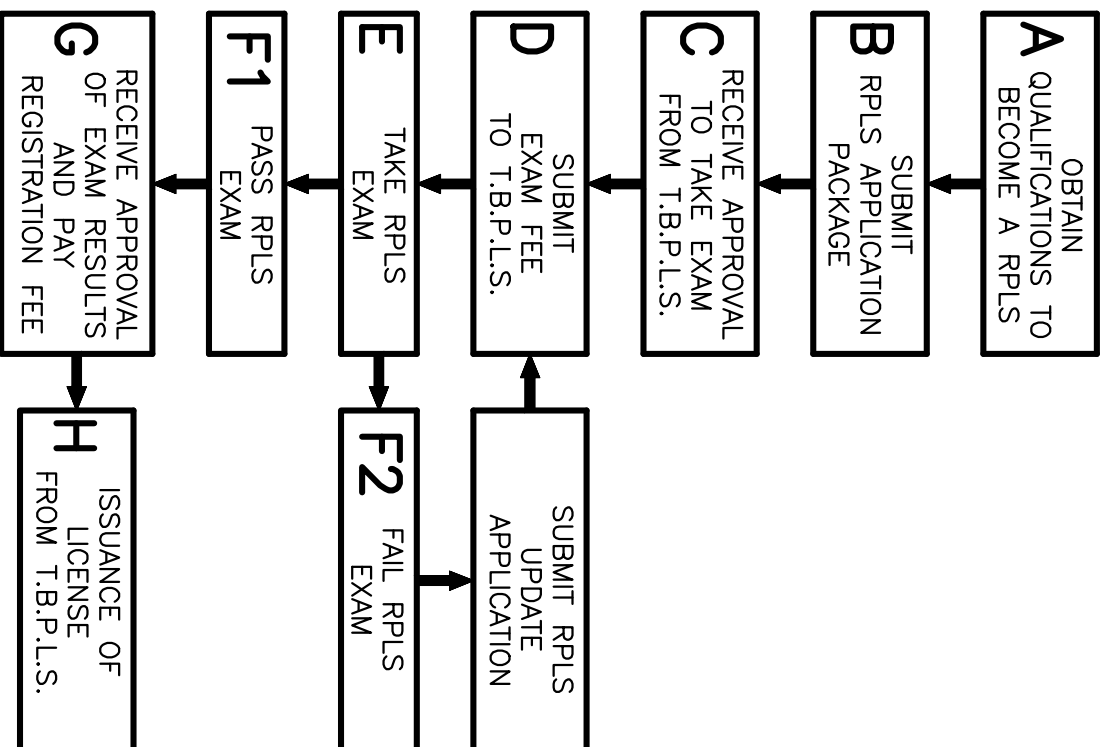 A
OBTAIN
QUALIFICATIONS TO
BECOME A RPLS
B
SUBMIT
RPLS APPLICATION
PACKAGE
C
RECEIVE APPROVAL
TO TAKE EXAM
FROM T.B.P.L.S.
D
SUBMIT
EXAM FEE
TO T.B.P.L.S.
SUBMIT RPLS
UPDATE
APPLICATION
E
TAKE RPLS
EXAM
F2
FAIL RPLS
EXAM
F1
PASS RPLS
EXAM
G
RECEIVE APPROVAL
OF EXAM RESULTS
AND PAY
REGISTRATION FEE
H
ISSUANCE OF
LICENSE
FROM T.B.P.L.S.